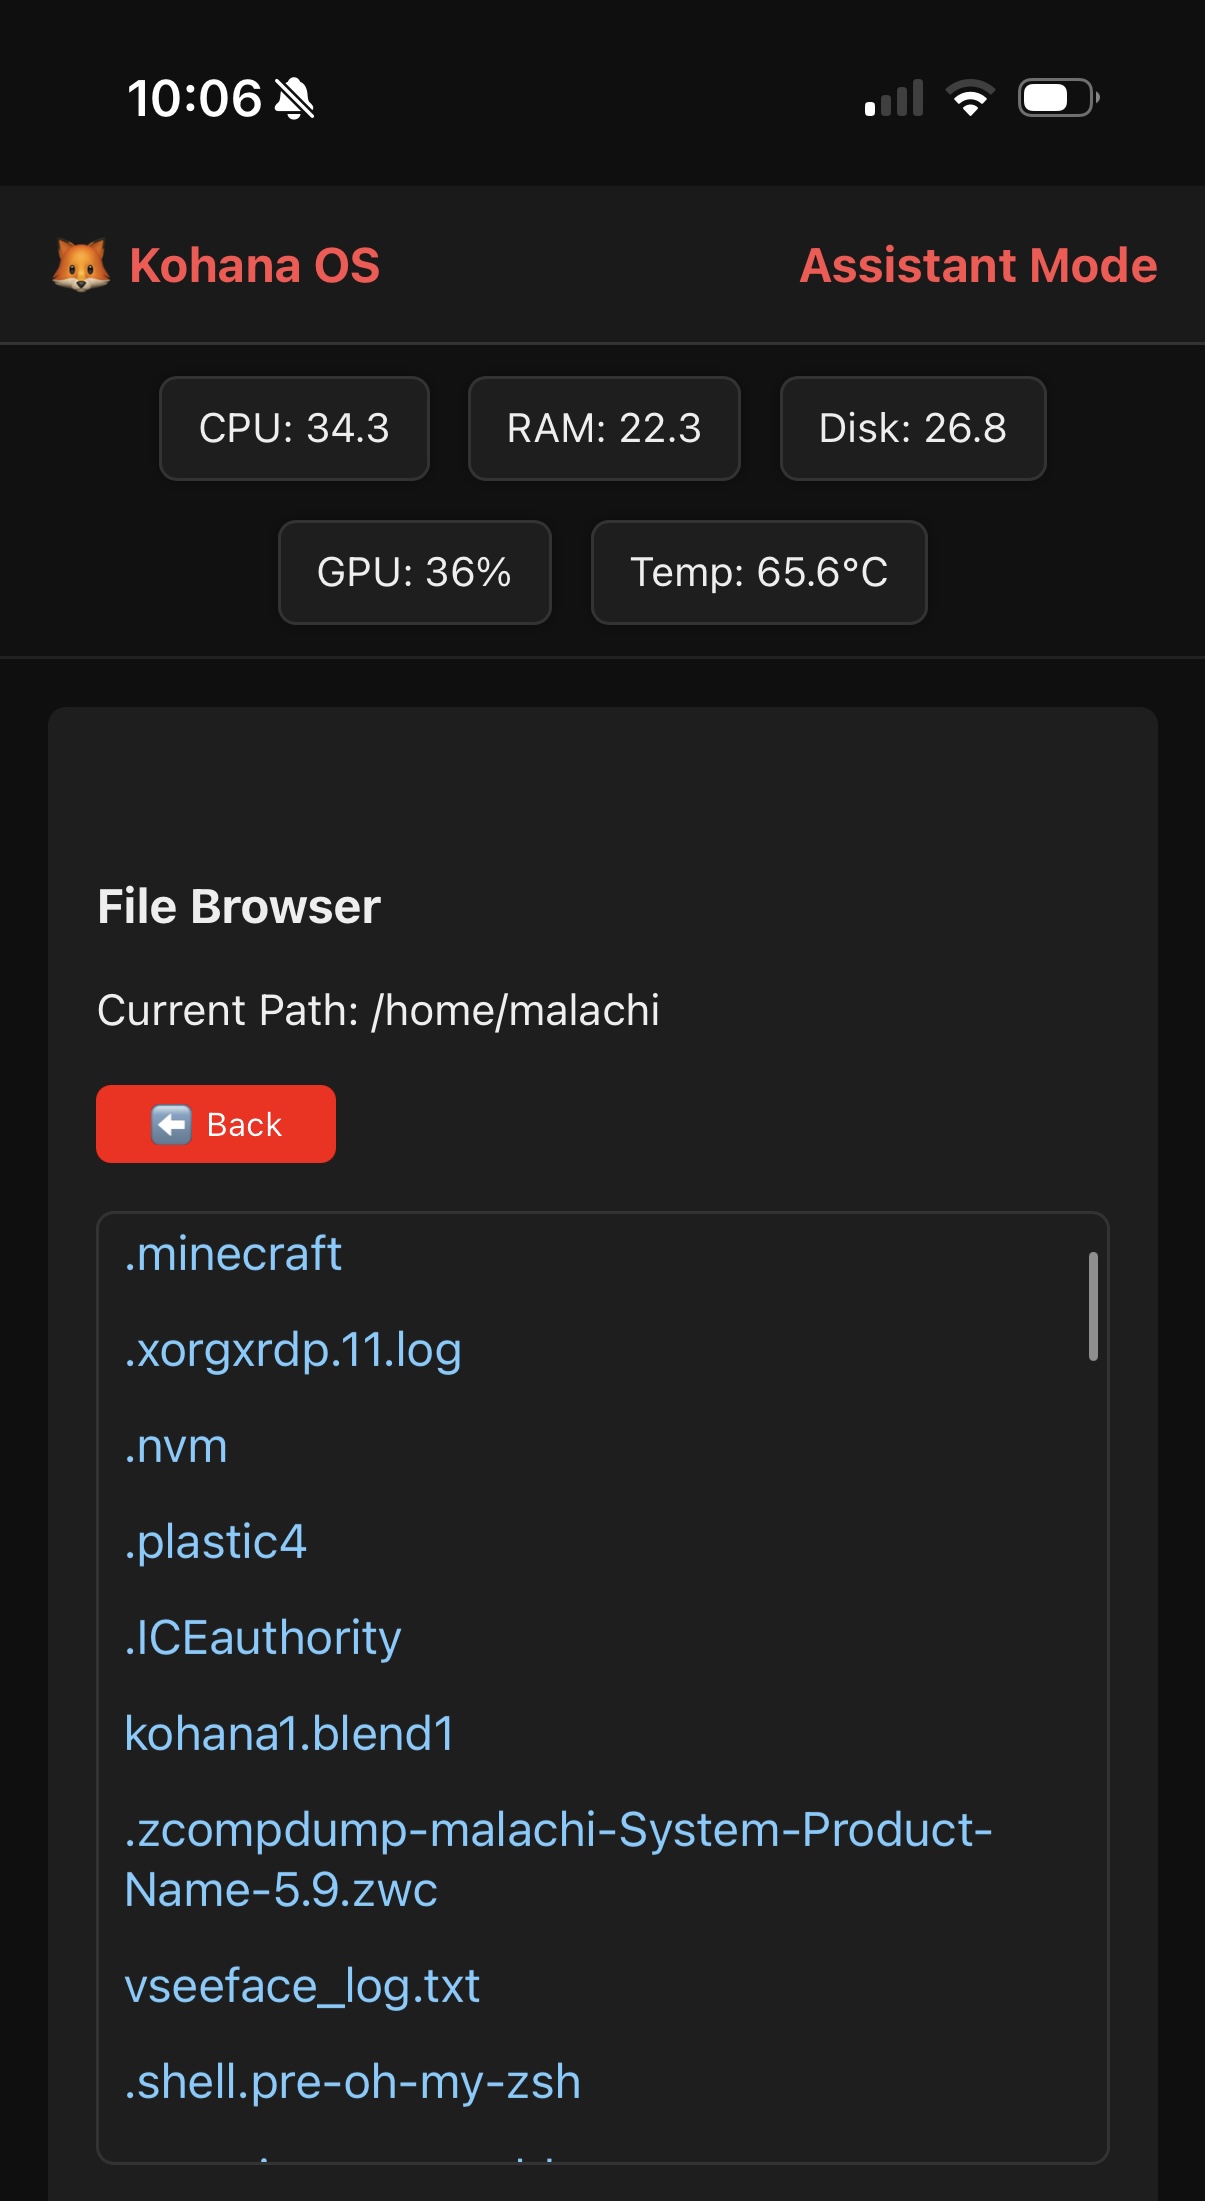 10:06
Kohana OS
Assistant Mode
CPU: 34.3
RAM: 22.3
Disk: 26.8
GPU: 36%
Temp: 65.6°C
File Browser
Current Path: /home/malachi
Back
.minecraft
.xorgxrdp.11.log
.nvm
.plastic4
.ICEauthority
kohana1.blend1
.zcompdump-malachi-System-Product-
Name-5.9.zwc
vseeface_log.txt
.shell.pre-oh-my-zsh